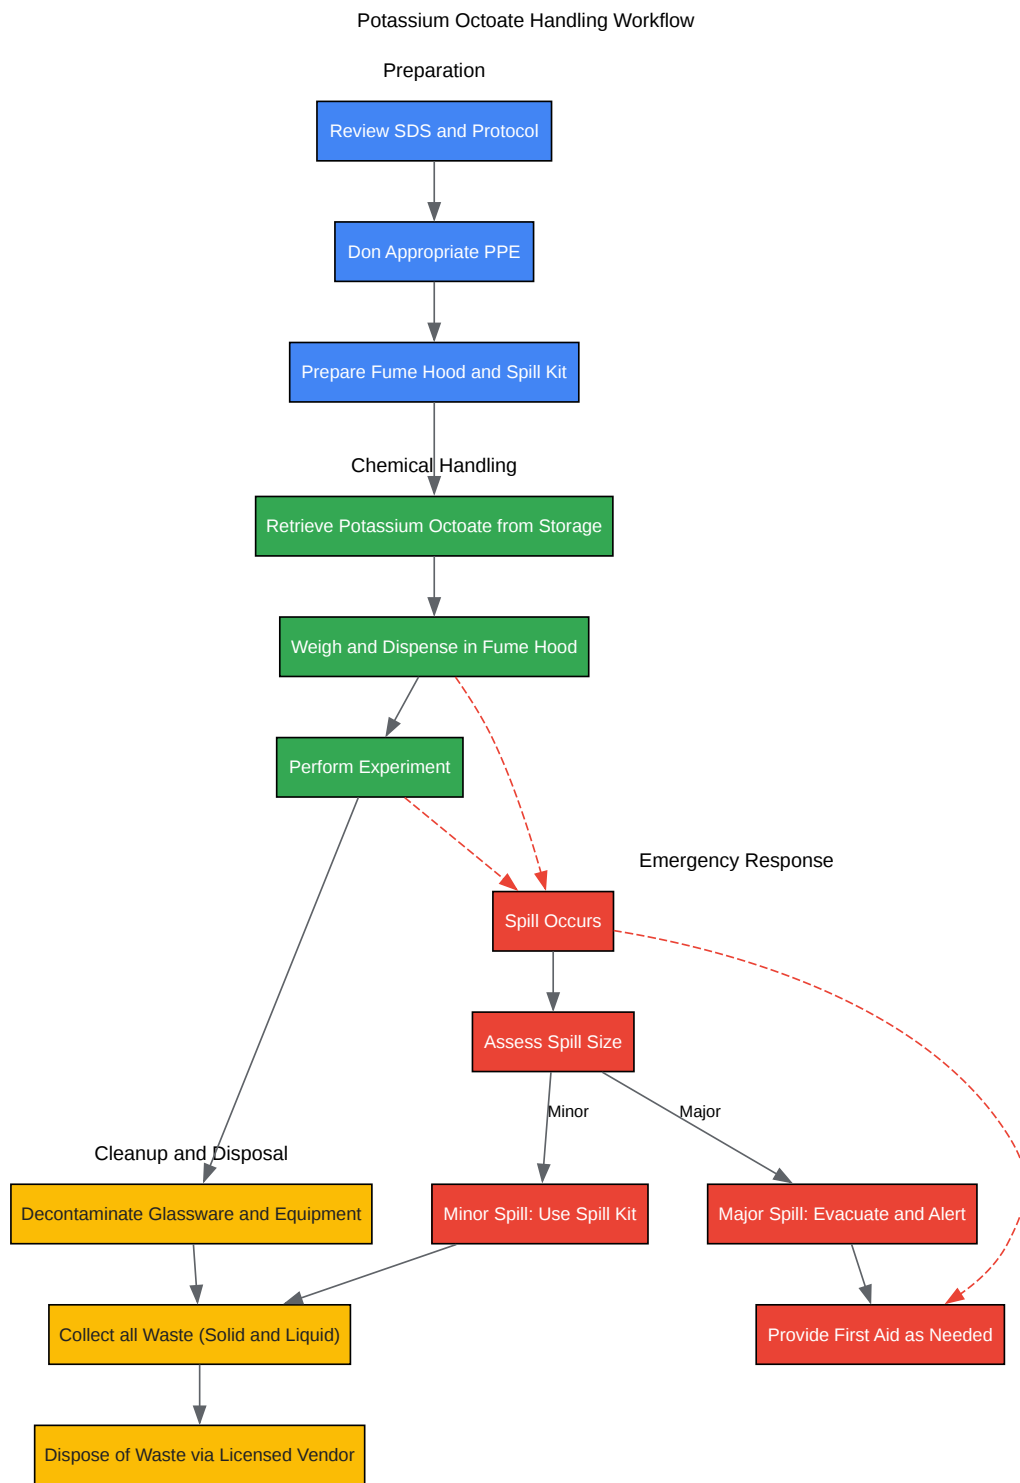 Potassium Octoate Handling Workflow
Preparation
Review SDS and Protocol
Don Appropriate PPE
Prepare Fume Hood and Spill Kit
Chemical Handling
Retrieve Potassium Octoate from Storage
Weigh and Dispense in Fume Hood
Perform Experiment
Emergency Response
Spill Occurs
Assess Spill Size
Minor
Major
Cleanup and Disposal
Decontaminate Glassware and Equipment
Minor Spill: Use Spill Kit
Major Spill: Evacuate and Alert
Collect all Waste (Solid and Liquid)
Provide First Aid as Needed
Dispose of Waste via Licensed Vendor